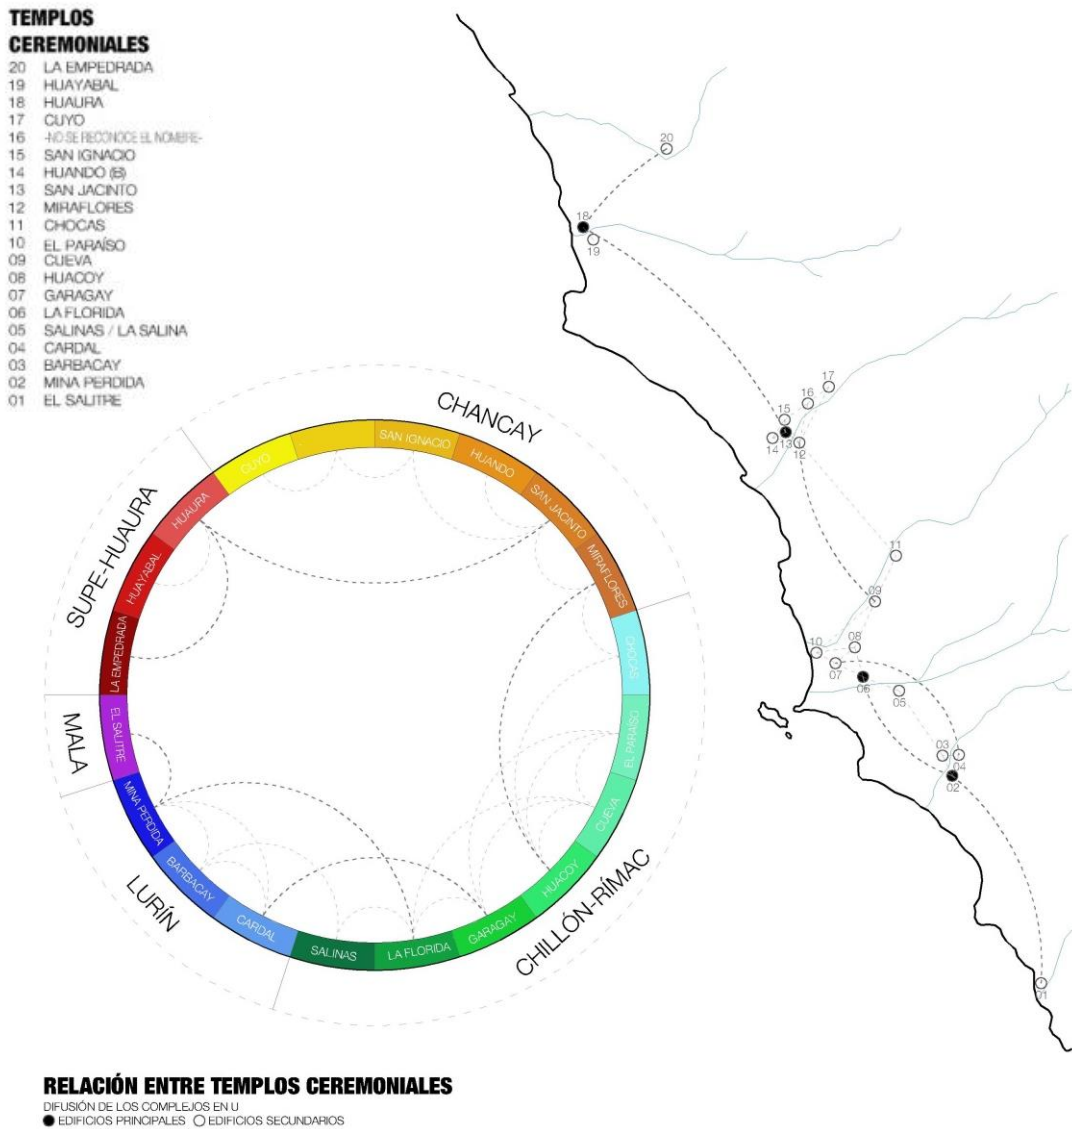 TEMPLOS
CEREMONIALES
20 LA EMPEDRADA
19 HUAYABAL
18 HUAURA
17 CUYO
16 -NO SE RECONOCE EL NOMBRE-
15 SAN IGNACIO
14 HUANDO (B)
13 SAN JACINTO
12 MIRAFLORES
11 CHOCAS
10 EL PARAÍSO
09 CUEVA
08 HUACOY
07 GARAGAY
06 LA FLORIDA
05 SALINAS / LA SALINA
04 CARDAL
03 BARBACAY
02 MINA PERDIDA
01 EL SALITRE
20
18
19
17
16
15
14
13
12
11
09
10
08
07
06
05
03
04
02
01
CHANCAY
SUPE-HUAURA
MALA
LURÍN
CHILLÓN-RÍMAC
CUYO
SAN IGNACIO
HUANDO
SAN JACINTO
MIRAFLORES
CHOCAS
EL PARAÍSO
CUEVA
HUACOY
GARAGAY
LA FLORIDA
SALINAS
CARDAL
BARBACAY
MINA PERDIDA
EL SALITRE
LA EMPEDRADA
HUAYABAL
HUAURA
RELACIÓN ENTRE TEMPLOS CEREMONIALES
DIFUSIÓN DE LOS COMPLEJOS EN U
EDIFICIOS PRINCIPALES EDIFICIOS SECUNDARIOS